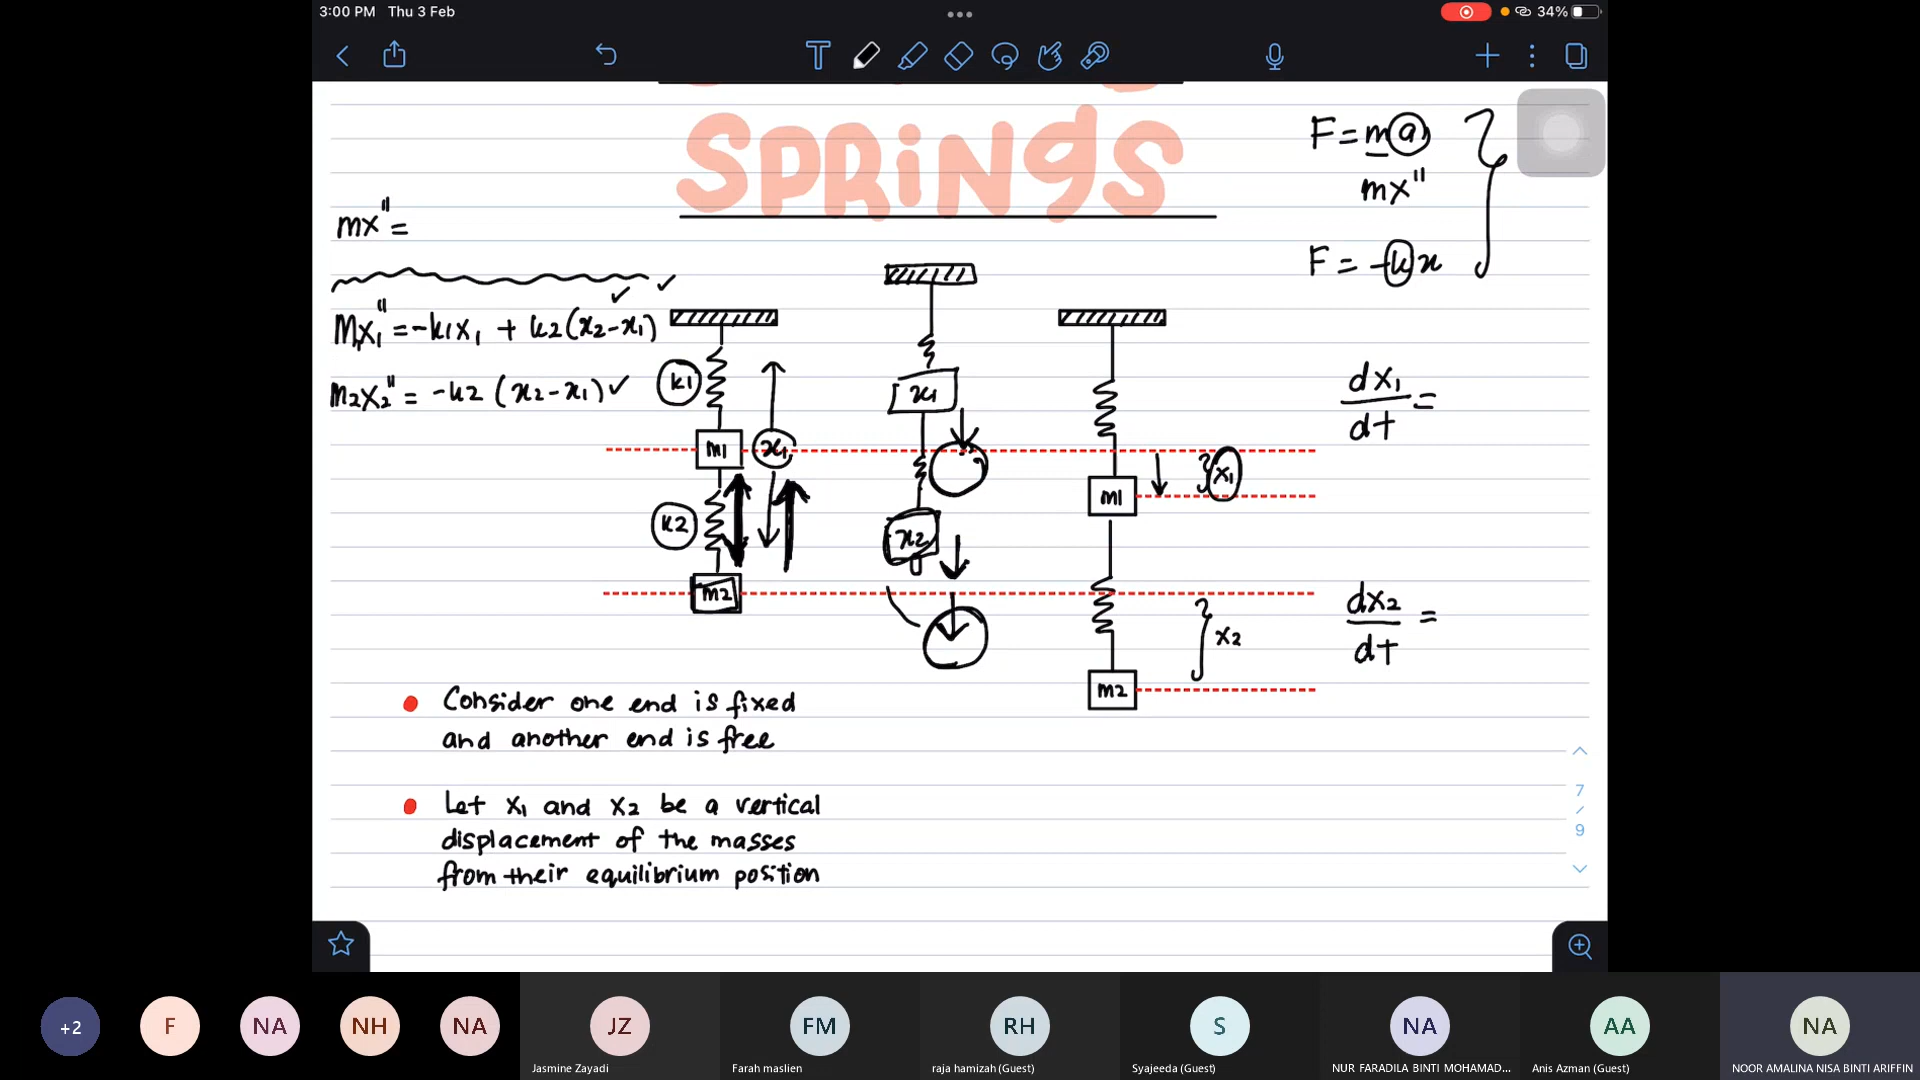 3:00 PM Thu 3 Feb
34%
SPRiNgS
F = ma
mx"
F = -kx
mx" =
m1x1" = -k1x1 + k2(x2-x1)
m2x2" = -k2 (x2-x1)
k1
m1
x1
k2
m2
x1
x2
m1
x1
m2
x2
dx1/dt =
dx2/dt =
Consider one end is fixed
and another end is free
Let x1 and x2 be a vertical
displacement of the masses
from their equilibrium position
7
/
9
+2
F
NA
NH
NA
JZ
Jasmine Zayadi
FM
Farah maslien
RH
raja hamizah (Guest)
S
Syajeeda (Guest)
NA
NUR FARADILA BINTI MOHAMAD...
AA
Anis Azman (Guest)
NA
NOOR AMALINA NISA BINTI ARIFFIN